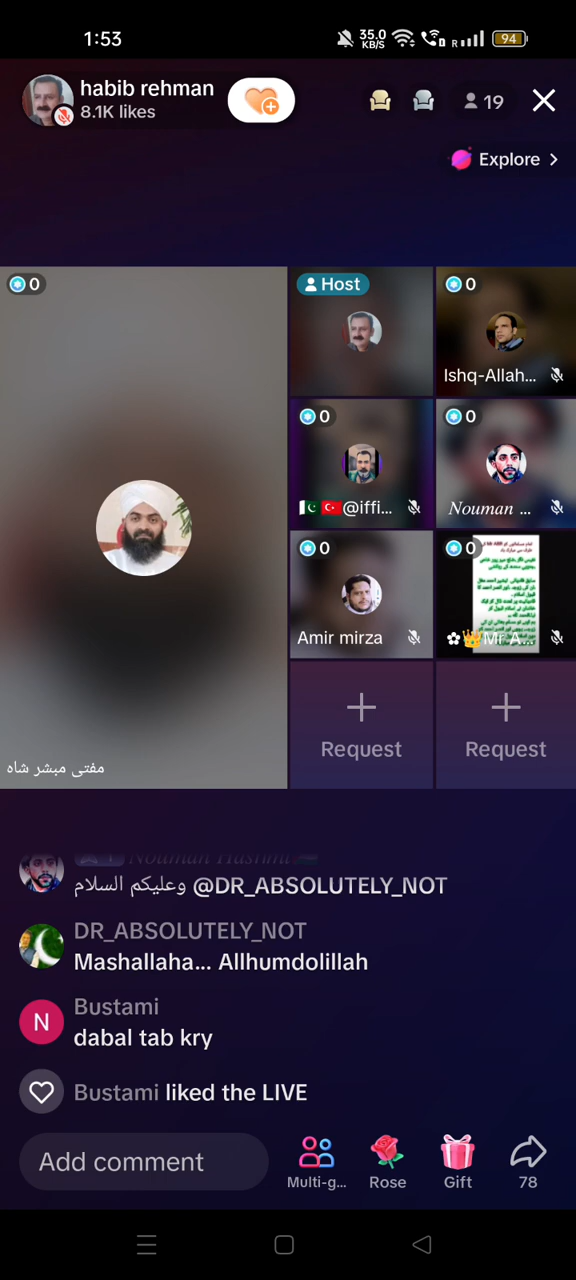 1:53
35.0
KB/S
R
94
habib rehman
8.1K likes
19
Explore
0
Host
0
Ishq-Allah...
0
0
🇵🇰🇹🇷@iffi...
Nouman ...
0
0
Amir mirza
✿👑Mr.A...
مفتی مبشر شاہ
Request
Request
Nouman Hashmi
وعلیکم السلام @DR_ABSOLUTELY_NOT
DR_ABSOLUTELY_NOT
Mashallaha... Allhumdolillah
N
Bustami
dabal tab kry
Bustami liked the LIVE
Add comment
Multi-g...
Rose
Gift
78